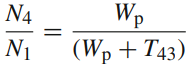 N₄/N₁ = Wₚ/(Wₚ + T₄₃)